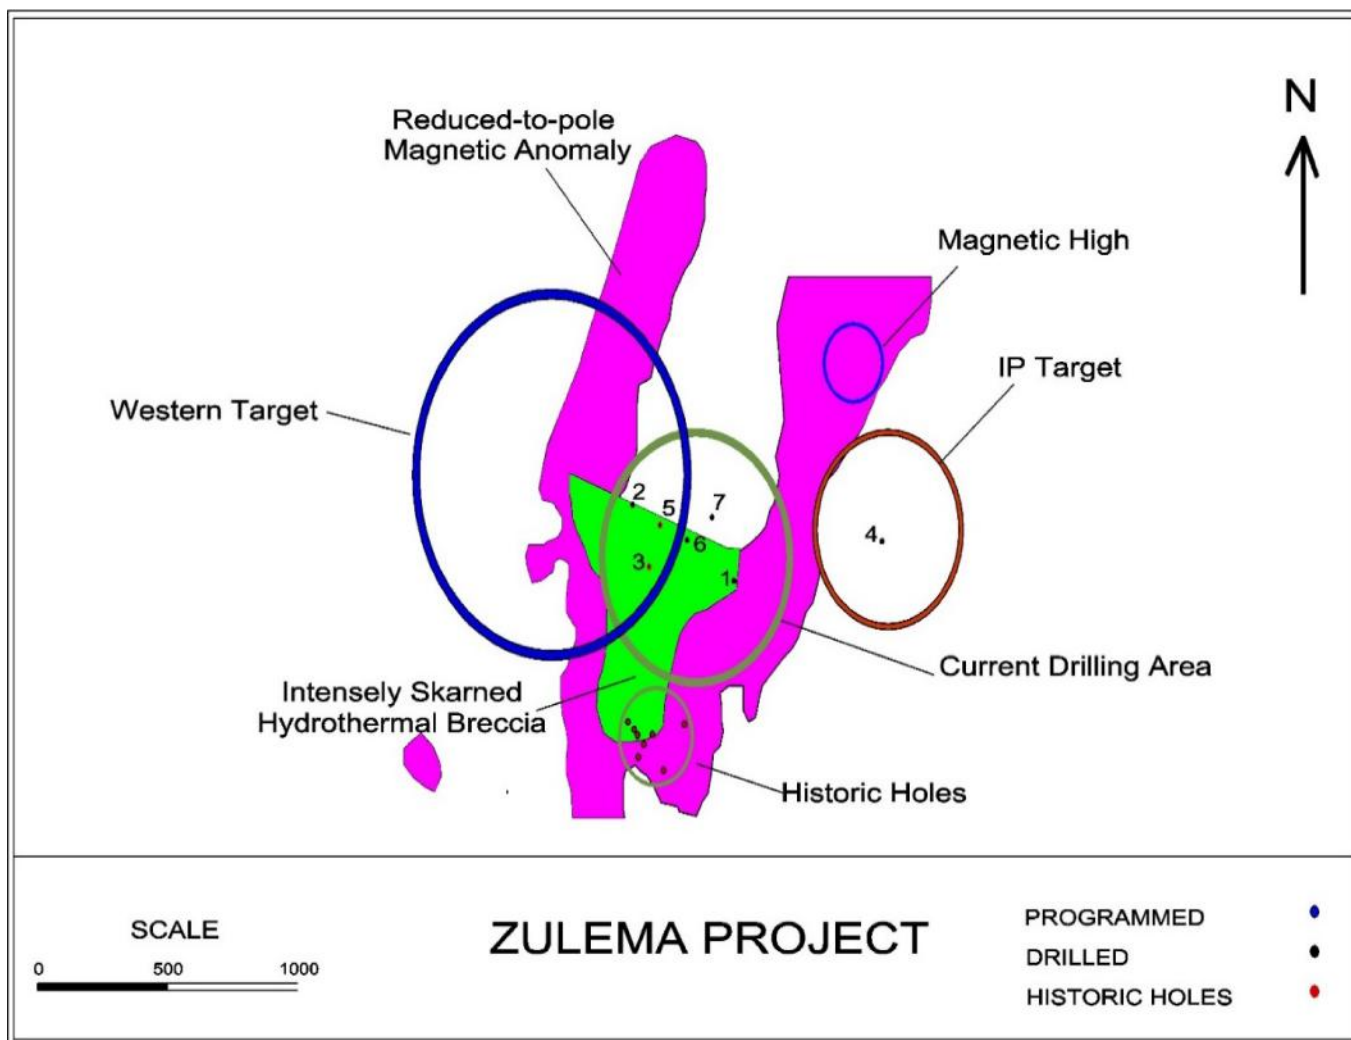 N
Reduced-to-pole
Magnetic Anomaly
Magnetic High
IP Target
Western Target
2
5
7
6
4
3
1
Current Drilling Area
Intensely Skarned
Hydrothermal Breccia
Historic Holes
SCALE
0 500 1000
ZULEMA PROJECT
PROGRAMMED
DRILLED
HISTORIC HOLES